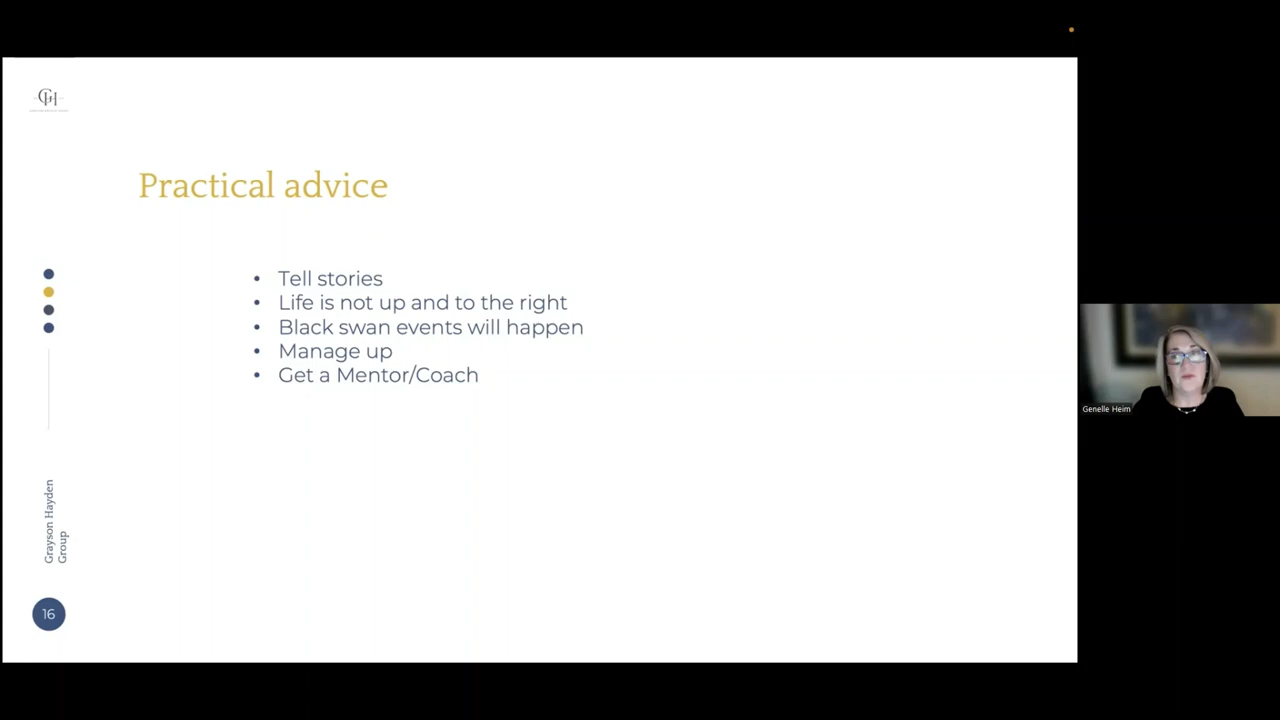 GH
Practical advice
• Tell stories
• Life is not up and to the right
• Black swan events will happen
• Manage up
• Get a Mentor/Coach
Grayson Hayden
Group
16
Genelle Heim